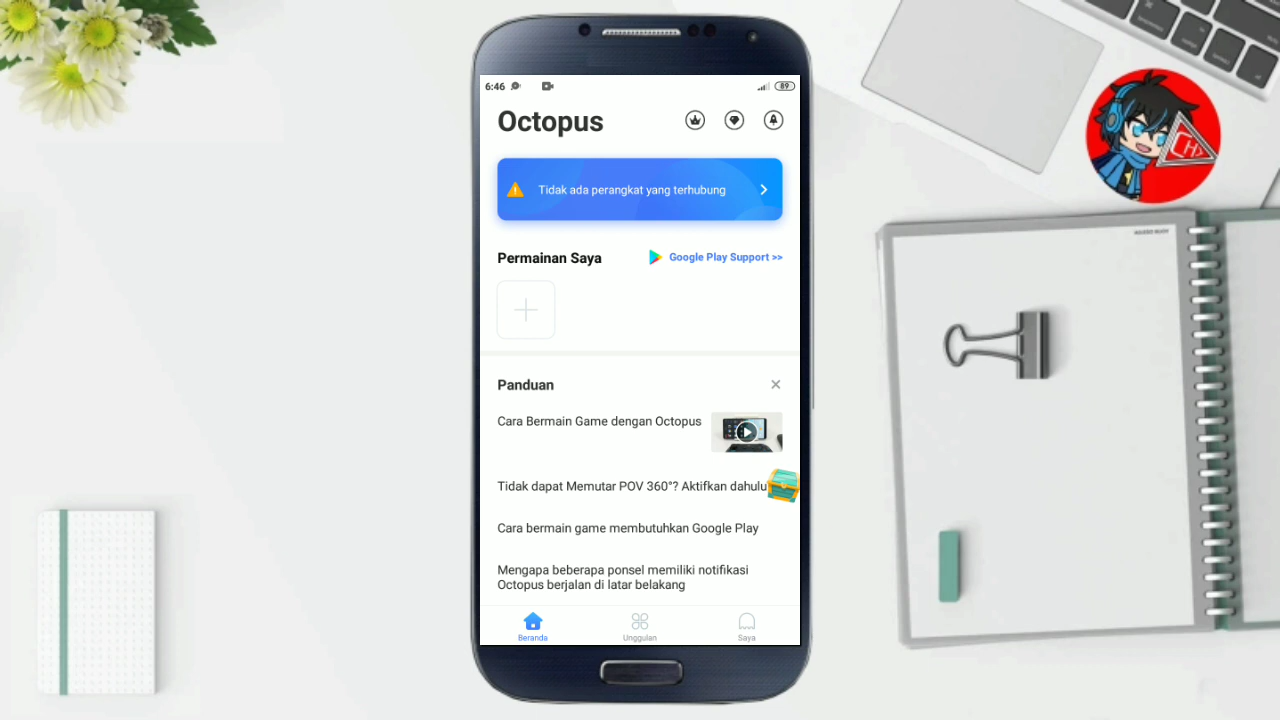 6:46
89
Octopus
Tidak ada perangkat yang terhubung
Permainan Saya
Google Play Support >>
Panduan
Cara Bermain Game dengan Octopus
Tidak dapat Memutar POV 360°? Aktifkan dahulu
Cara bermain game membutuhkan Google Play
Mengapa beberapa ponsel memiliki notifikasi
Octopus berjalan di latar belakang
Beranda
Unggulan
Saya